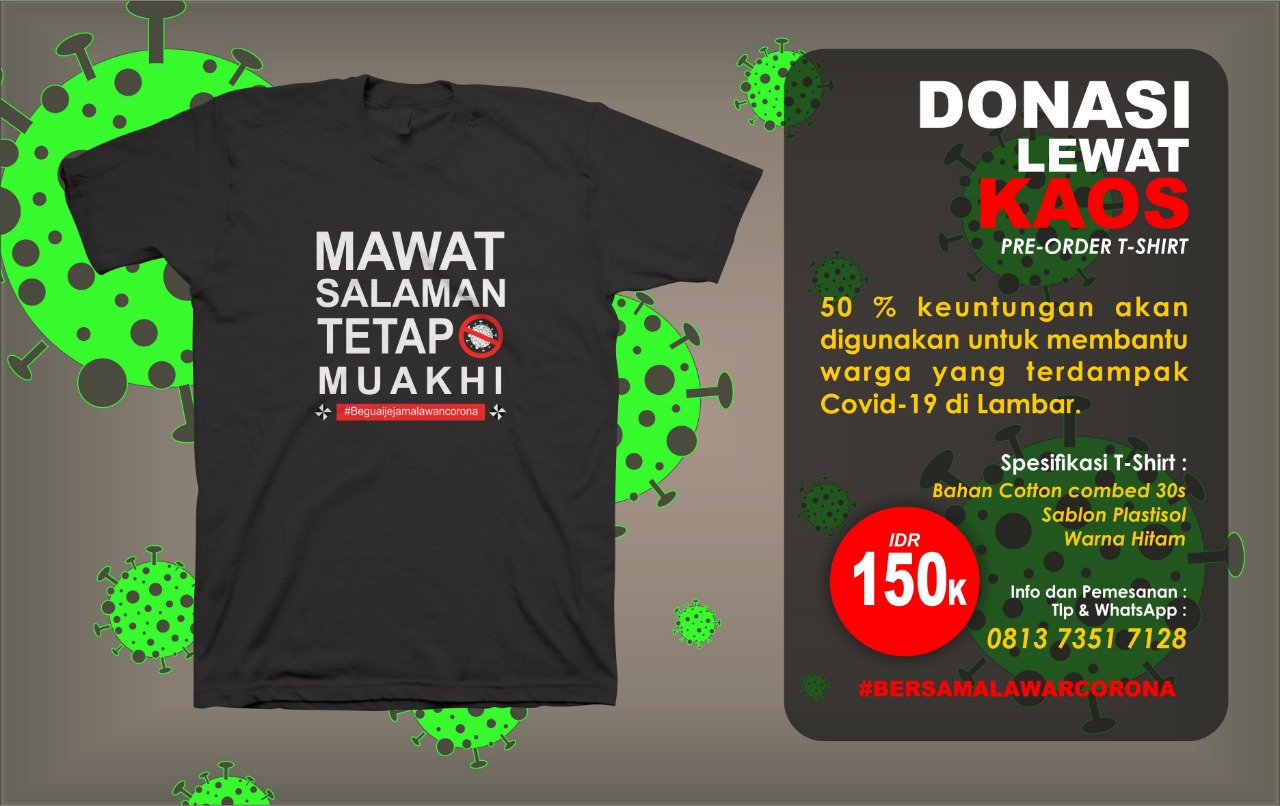 MAWAT
SALAMAN
TETAP
MUAKHI
#Beguaijejamalawancorona
DONASI
LEWAT
KAOS
PRE-ORDER T-SHIRT
50 % keuntungan akan
digunakan untuk membantu
warga yang terdampak
Covid-19 di Lambar.
Spesifikasi T-Shirt :
Bahan Cotton combed 30s
Sablon Plastisol
Warna Hitam
IDR
150K
Info dan Pemesanan :
Tlp & WhatsApp :
0813 7351 7128
#BERSAMALAWARCORONA